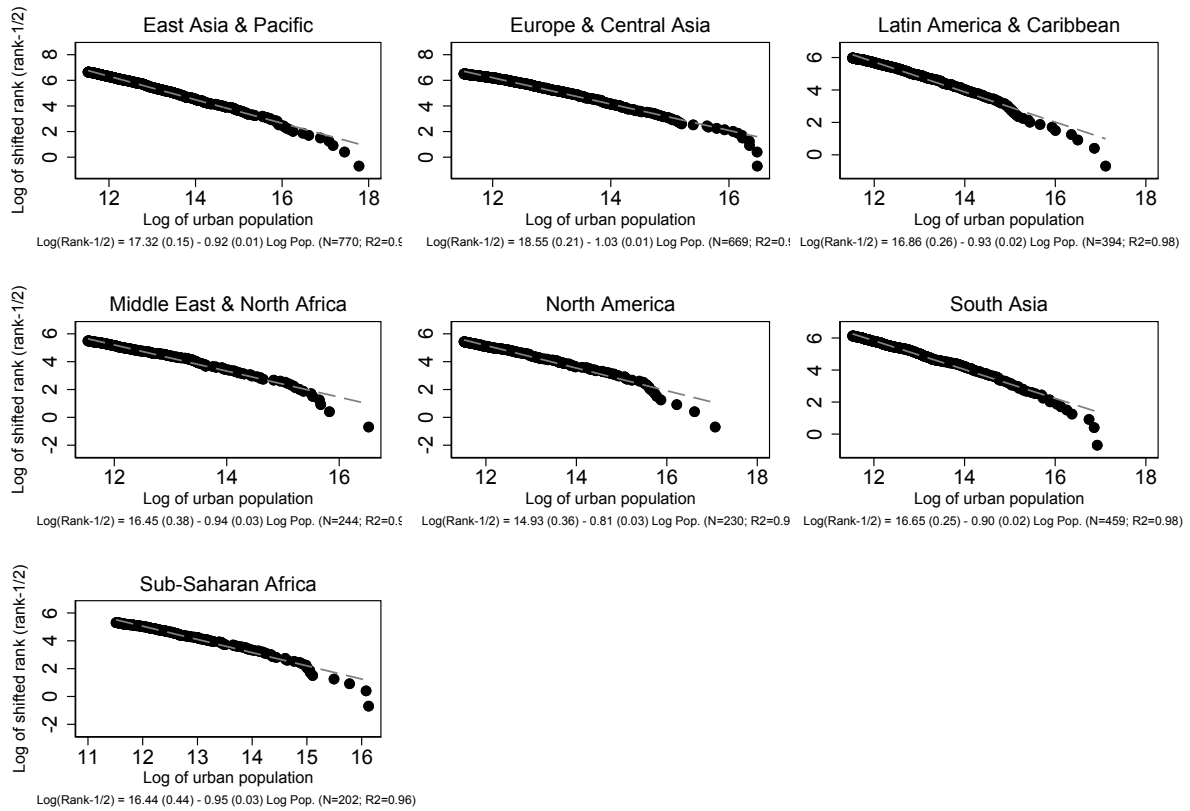 East Asia & Pacific
Log of shifted rank (rank-1/2)
8
6
4
2
0
12
14
16
18
Log of urban population
Log(Rank-1/2) = 17.32 (0.15) - 0.92 (0.01) Log Pop. (N=770; R2=0.9
Europe & Central Asia
8
6
4
2
0
12
14
16
Log of urban population
Log(Rank-1/2) = 18.55 (0.21) - 1.03 (0.01) Log Pop. (N=669; R2=0.
Latin America & Caribbean
6
4
2
0
12
14
16
18
Log of urban population
Log(Rank-1/2) = 16.86 (0.26) - 0.93 (0.02) Log Pop. (N=394; R2=0.98)
Middle East & North Africa
Log of shifted rank (rank-1/2)
6
4
2
0
-2
12
14
16
Log of urban population
Log(Rank-1/2) = 16.45 (0.38) - 0.94 (0.03) Log Pop. (N=244; R2=0.9
North America
6
4
2
0
-2
12
14
16
18
Log of urban population
Log(Rank-1/2) = 14.93 (0.36) - 0.81 (0.03) Log Pop. (N=230; R2=0.9
South Asia
6
4
2
0
12
14
16
18
Log of urban population
Log(Rank-1/2) = 16.65 (0.25) - 0.90 (0.02) Log Pop. (N=459; R2=0.98)
Sub-Saharan Africa
Log of shifted rank (rank-1/2)
6
4
2
0
-2
11
12
13
14
15
16
Log of urban population
Log(Rank-1/2) = 16.44 (0.44) - 0.95 (0.03) Log Pop. (N=202; R2=0.96)